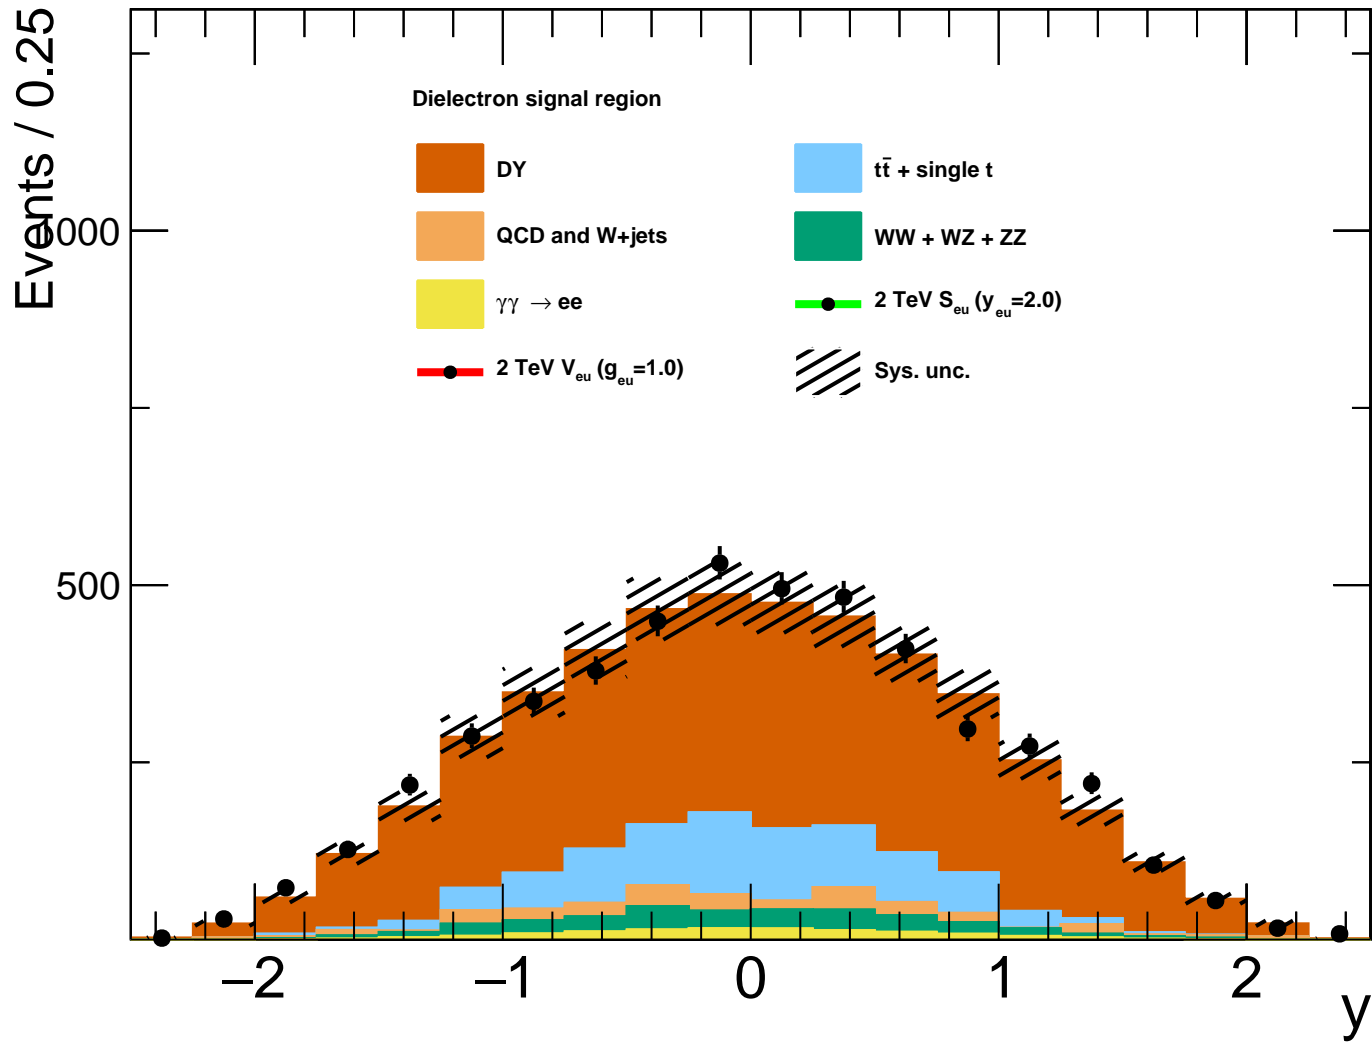 Events / 0.25
1000
500
Dielectron signal region
DY
tt̄ + single t
QCD and W+jets
WW + WZ + ZZ
γγ → ee
2 TeV S_eu (y_eu=2.0)
2 TeV V_eu (g_eu=1.0)
Sys. unc.
−2 −1 0 1 2
y